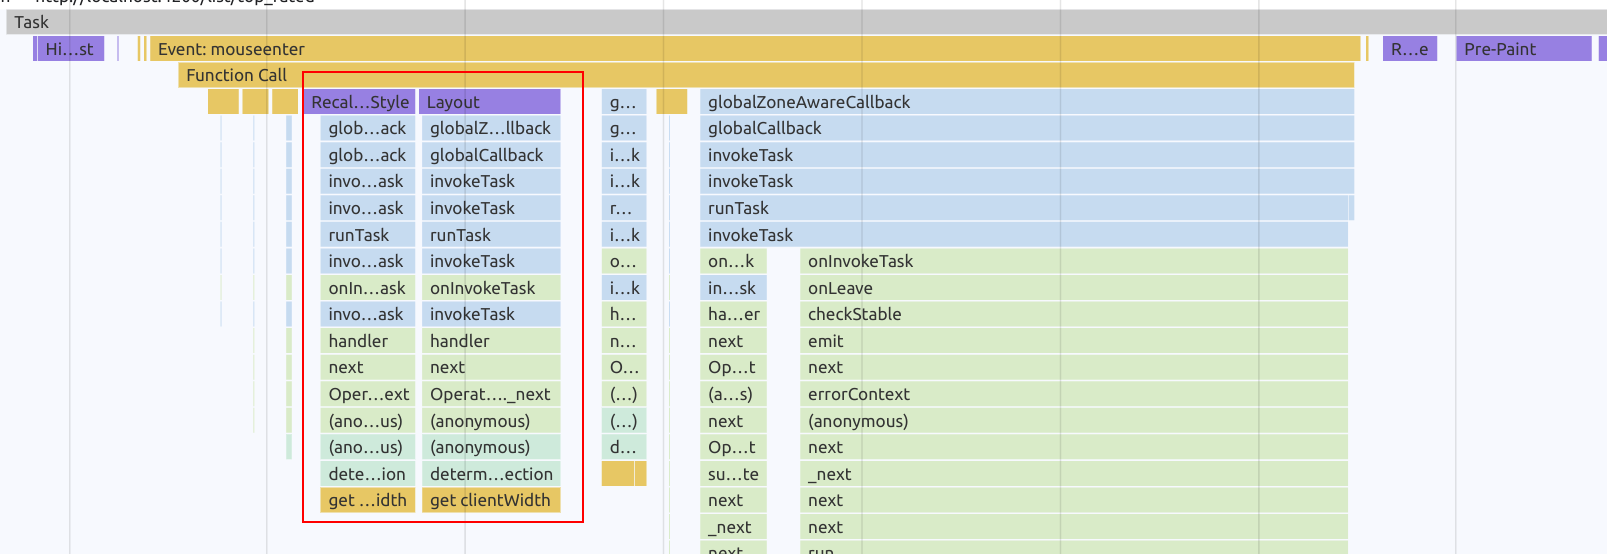 Task
Hi...st Event: mouseenter R...e Pre-Paint
Function Call
Recal...Style Layout g... globalZoneAwareCallback
glob...ack globalZ...llback g... globalCallback
glob...ack globalCallback i...k invokeTask
invo...ask invokeTask i...k invokeTask
invo...ask invokeTask r... runTask
runTask runTask i...k invokeTask
invo...ask invokeTask o... on...k onInvokeTask
onIn...ask onInvokeTask i...k in...sk onLeave
invo...ask invokeTask h... ha...er checkStable
handler handler n... next emit
next next O... Op...t next
Oper...ext Operat...._next (...) (a...s) errorContext
(ano...us) (anonymous) (...) next (anonymous)
(ano...us) (anonymous) d... Op...t next
dete...ion determ...ection su...te _next
get ...idth get clientWidth next next
_next next
next run